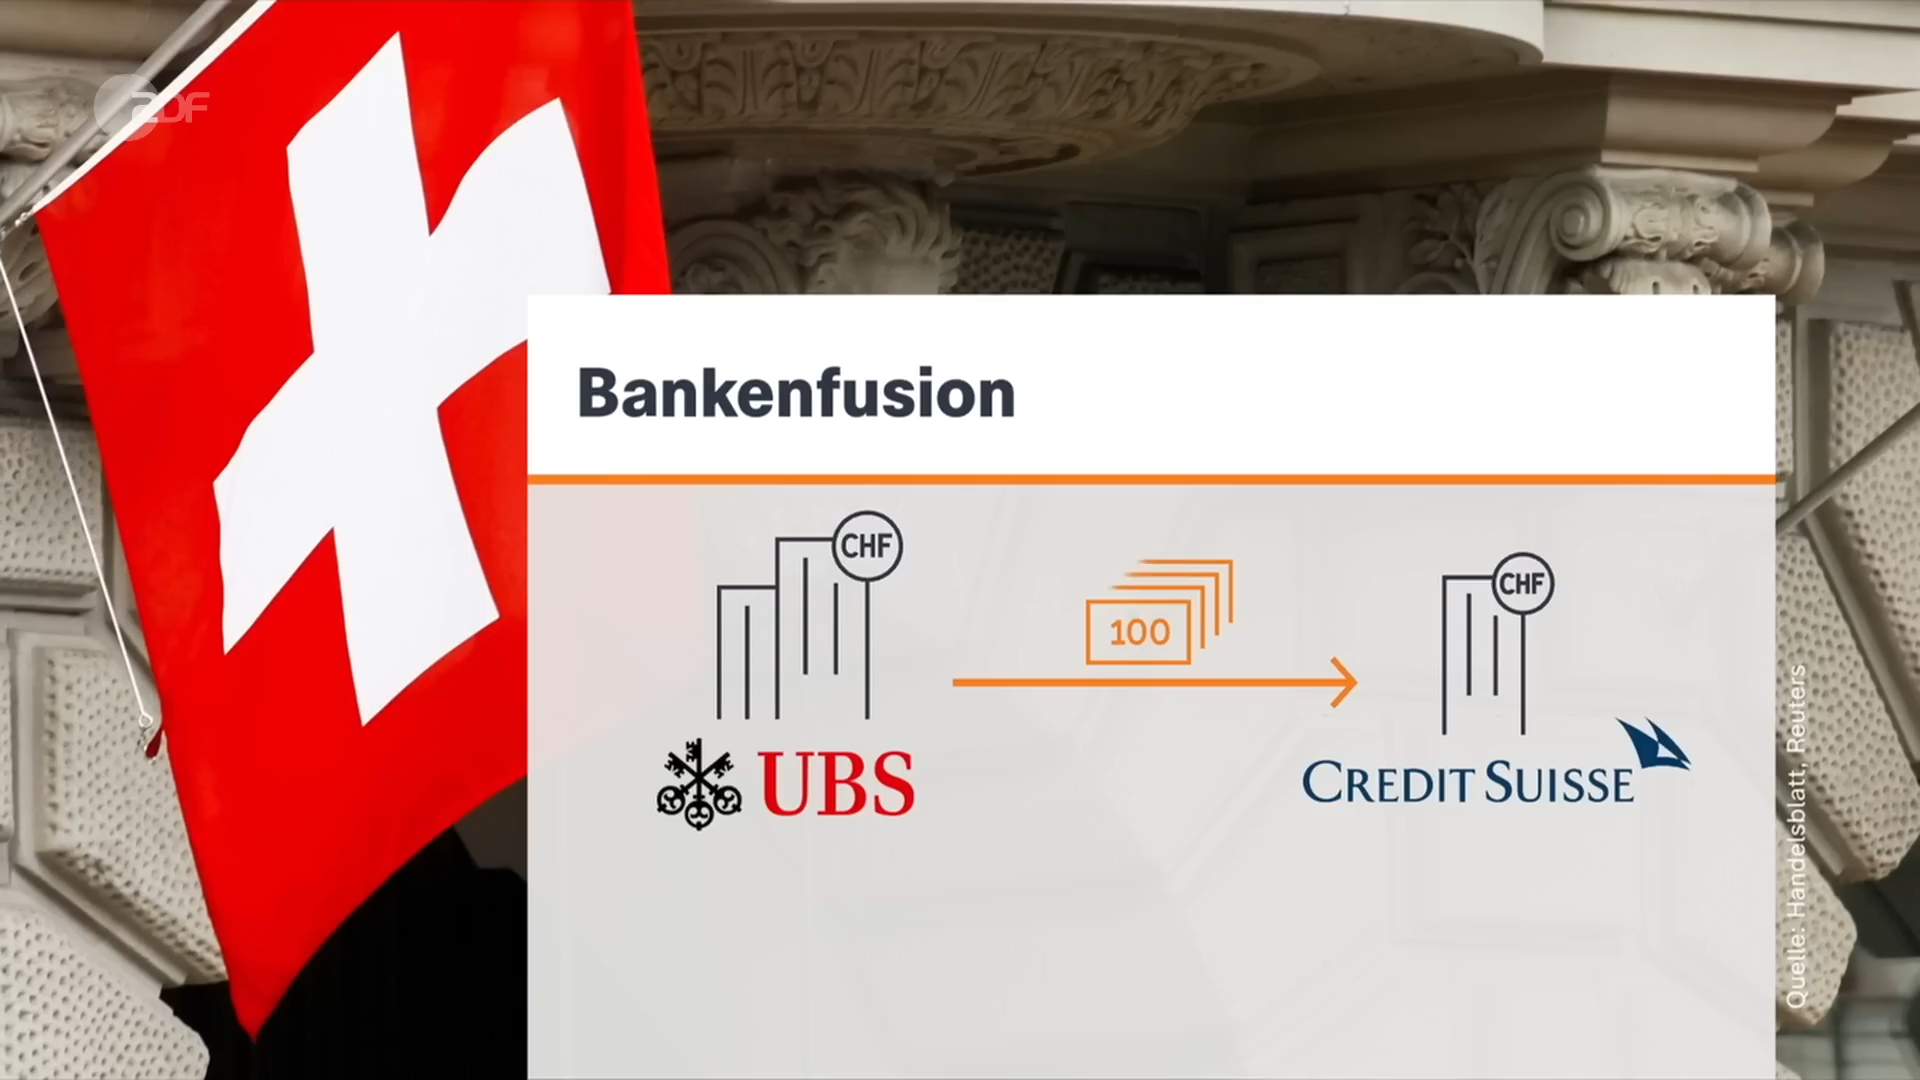 ZDF
Bankenfusion
CHF
100
CHF
UBS
CREDIT SUISSE
Quelle: Handelsblatt, Reuters